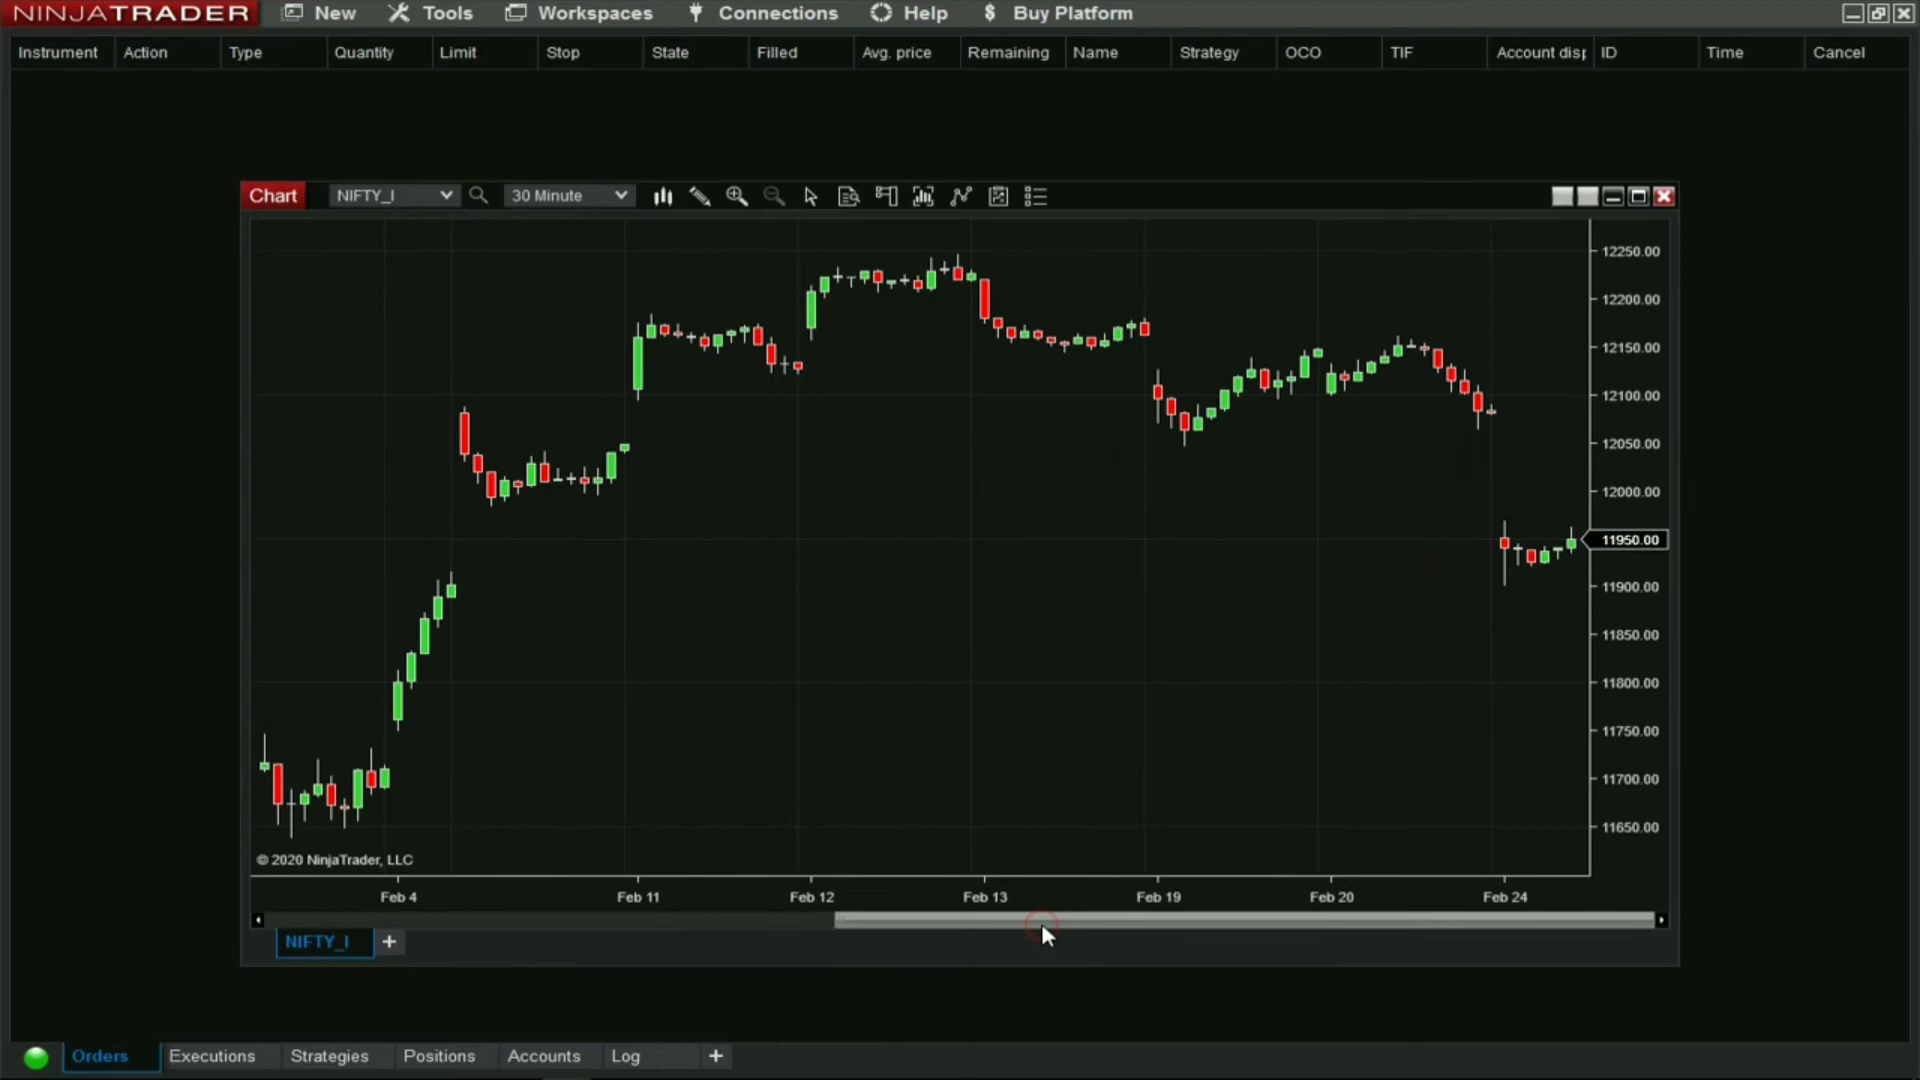 NINJATRADER New Tools Workspaces Connections Help $ Buy Platform
Instrument Action Type Quantity Limit Stop State Filled Avg. price Remaining Name Strategy OCO TIF Account disp ID Time Cancel
Chart NIFTY_I 30 Minute
12250.00
12200.00
12150.00
12100.00
12050.00
12000.00
11950.00
11900.00
11850.00
11800.00
11750.00
11700.00
11650.00
© 2020 NinjaTrader, LLC
Feb 4 Feb 11 Feb 12 Feb 13 Feb 19 Feb 20 Feb 24
NIFTY_I +
Orders Executions Strategies Positions Accounts Log +